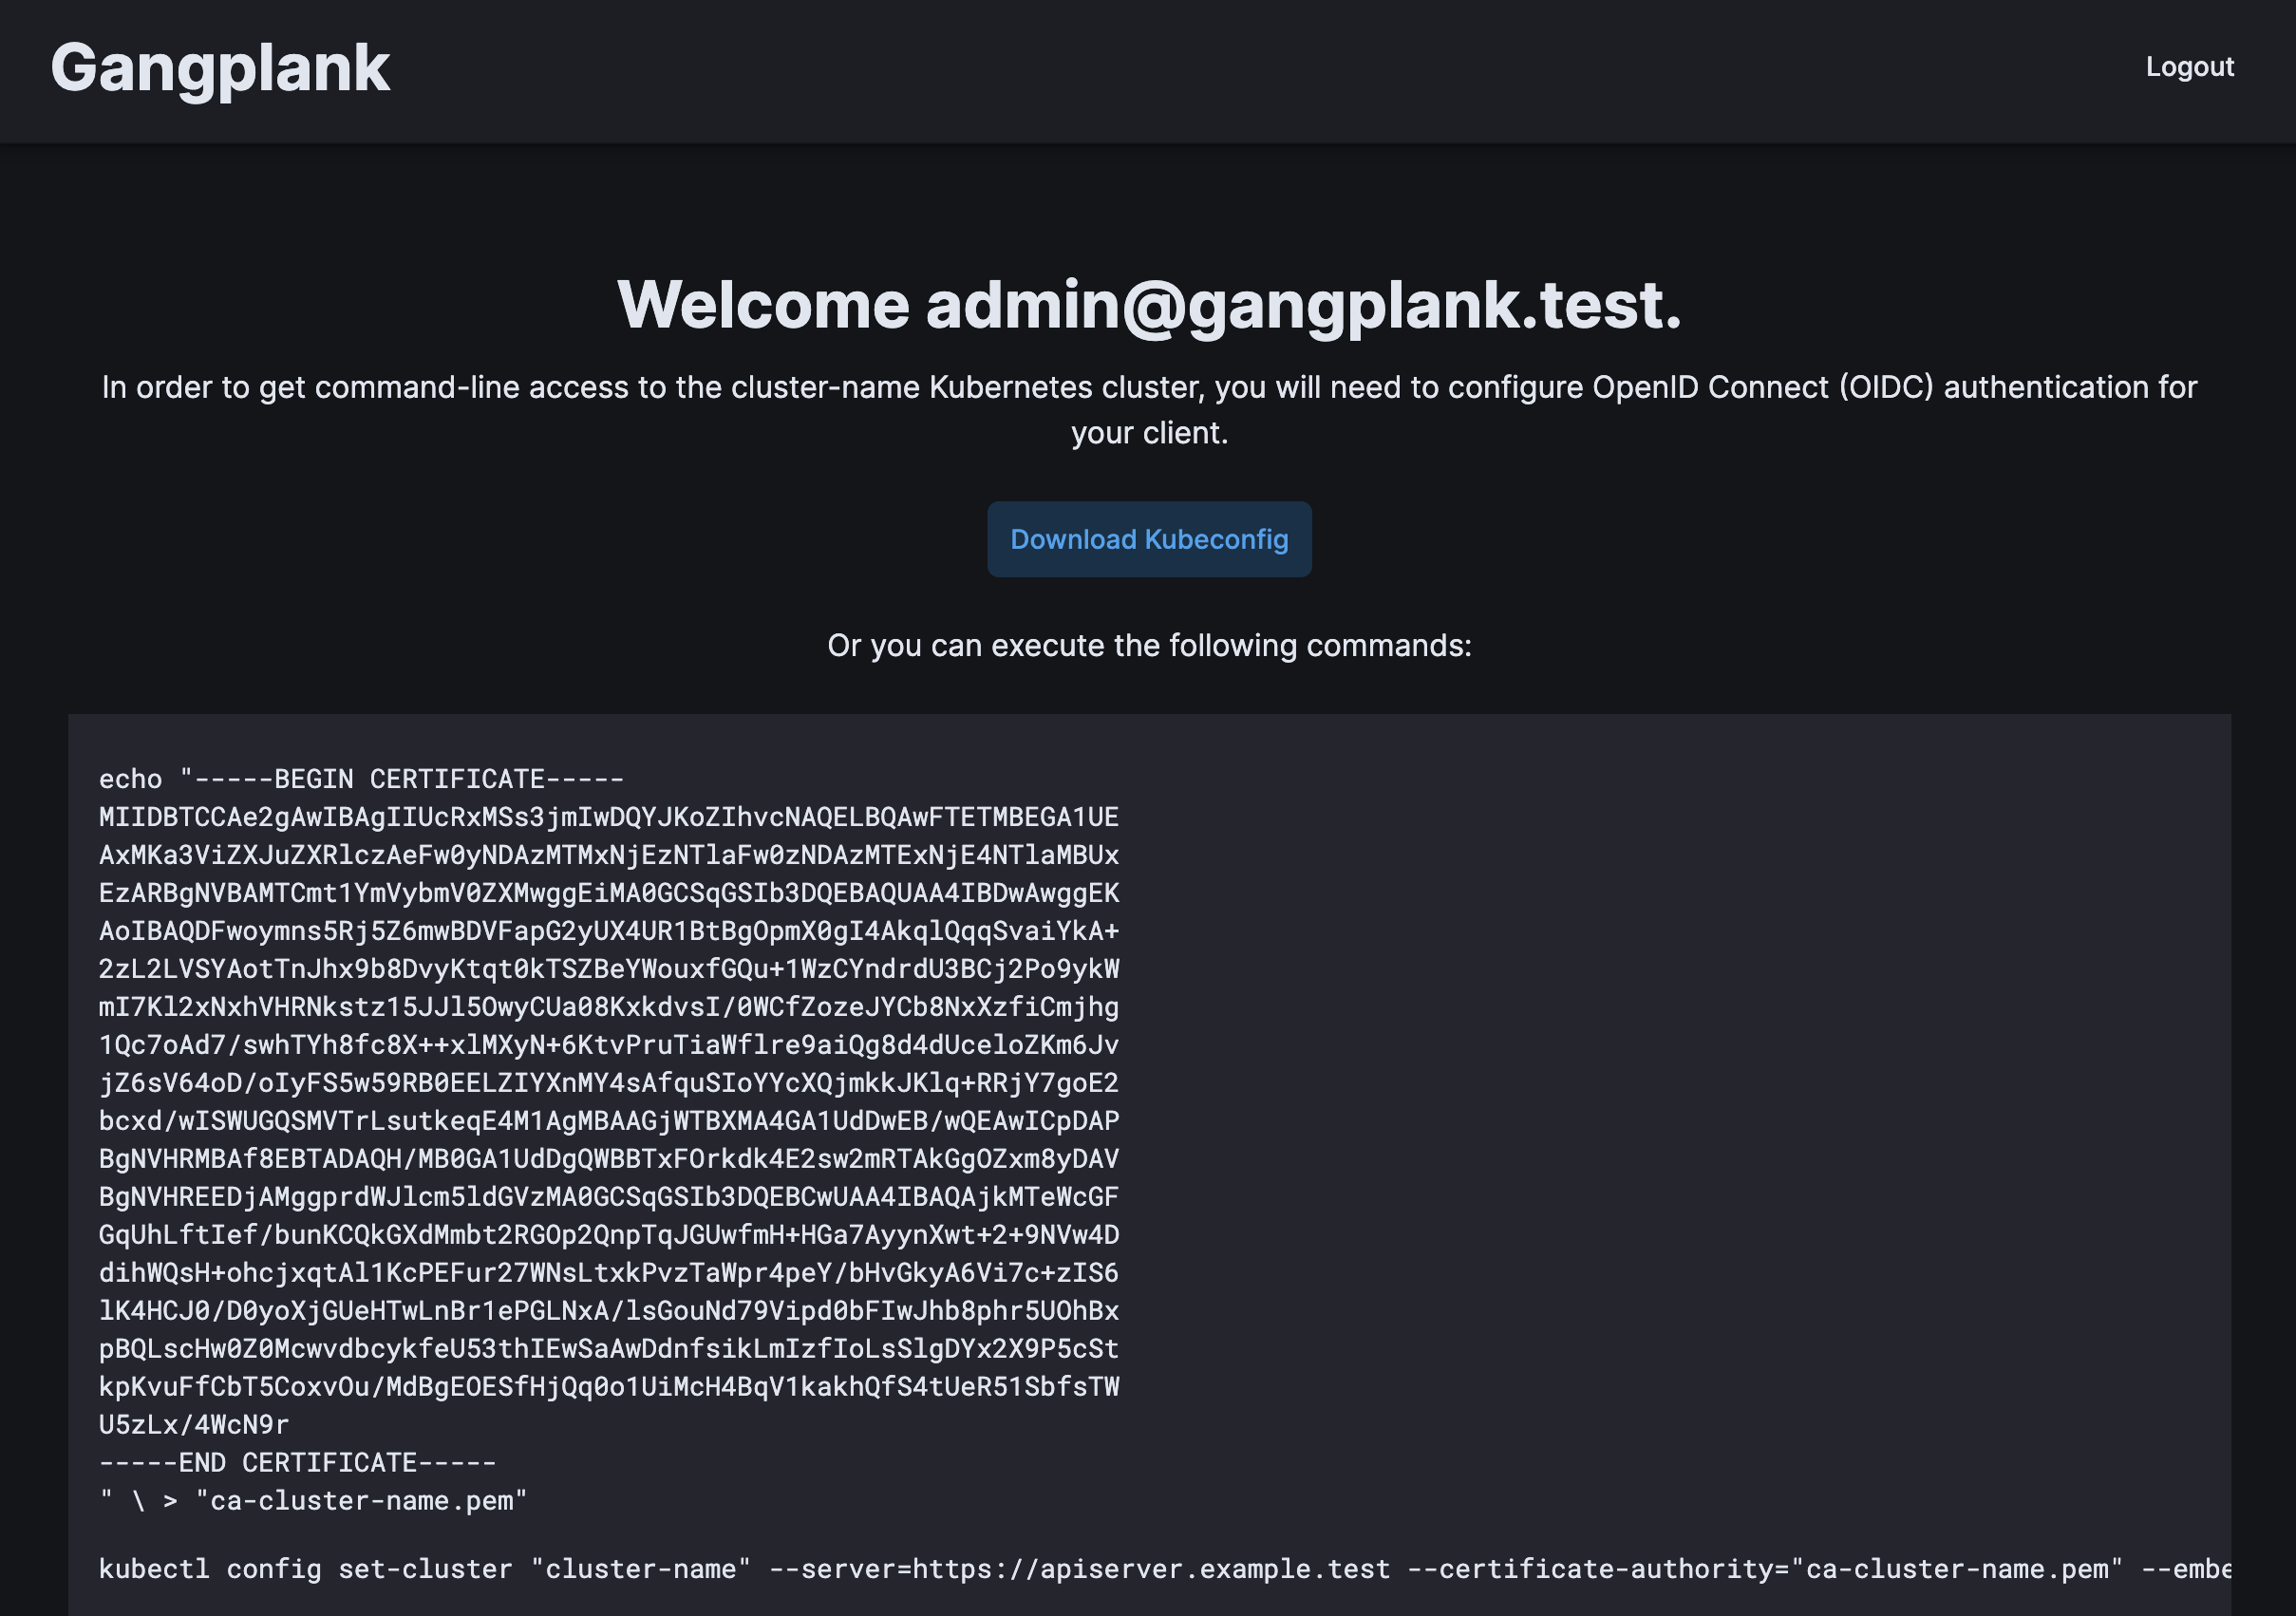 Gangplank
Logout
Welcome admin@gangplank.test.
In order to get command-line access to the cluster-name Kubernetes cluster, you will need to configure OpenID Connect (OIDC) authentication for
your client.
Download Kubeconfig
Or you can execute the following commands:
echo "-----BEGIN CERTIFICATE-----
MIIDBTCCAe2gAwIBAgIIUcRxMSs3jmIwDQYJKoZIhvcNAQELBQAwFTETMBEGA1UE
AxMKa3ViZXJuZXRlczAeFw0yNDAzMTMxNjEzNTlaFw0zNDAzMTExNjE4NTlaMBUx
EzARBgNVBAMTCmt1YmVybmV0ZXMwggEiMA0GCSqGSIb3DQEBAQUAA4IBDwAwggEK
AoIBAQDFwoymns5Rj5Z6mwBDVFapG2yUX4UR1BtBgOpmX0gI4AkqlQqqSvaiYkA+
2zL2LVSYAotTnJhx9b8DvyKtqt0kTSZBeYWouxfGQu+1WzCYndrdU3BCj2Po9ykW
mI7Kl2xNxhVHRNkstz15JJl5OwyCUa08KxkdvsI/0WCfZozeJYCb8NxXzfiCmjhg
1Qc7oAd7/swhTYh8fc8X++xlMXyN+6KtvPruTiaWflre9aiQg8d4dUceloZKm6Jv
jZ6sV64oD/oIyFS5w59RB0EELZIYXnMY4sAfquSIoYYcXQjmkkJKlq+RRjY7goE2
bcxd/wISWUGQSMVTrLsutkeqE4M1AgMBAAGjWTBXMA4GA1UdDwEB/wQEAwICpDAP
BgNVHRMBAf8EBTADAQH/MB0GA1UdDgQWBBTxFOrkdk4E2sw2mRTAkGgOZxm8yDAV
BgNVHREEDjAMggprdWJlcm5ldGVzMA0GCSqGSIb3DQEBCwUAA4IBAQAjkMTeWcGF
GqUhLftIef/bunKCQkGXdMmbt2RGOp2QnpTqJGUwfmH+HGa7AyynXwt+2+9NVw4D
dihWQsH+ohcjxqtAl1KcPEFur27WNsLtxkPvzTaWpr4peY/bHvGkyA6Vi7c+zIS6
lK4HCJ0/D0yoXjGUeHTwLnBr1ePGLNxA/lsGouNd79Vipd0bFIwJhb8phr5UOhBx
pBQLscHw0Z0McwvdbcykfeU53thIEwSaAwDdnfsikLmIzfIoLsSlgDYx2X9P5cSt
kpKvuFfCbT5CoxvOu/MdBgEOESfHjQq0o1UiMcH4BqV1kakhQfS4tUeR51SbfsTW
U5zLx/4WcN9r
-----END CERTIFICATE-----
" \ > "ca-cluster-name.pem"
kubectl config set-cluster "cluster-name" --server=https://apiserver.example.test --certificate-authority="ca-cluster-name.pem" --embe